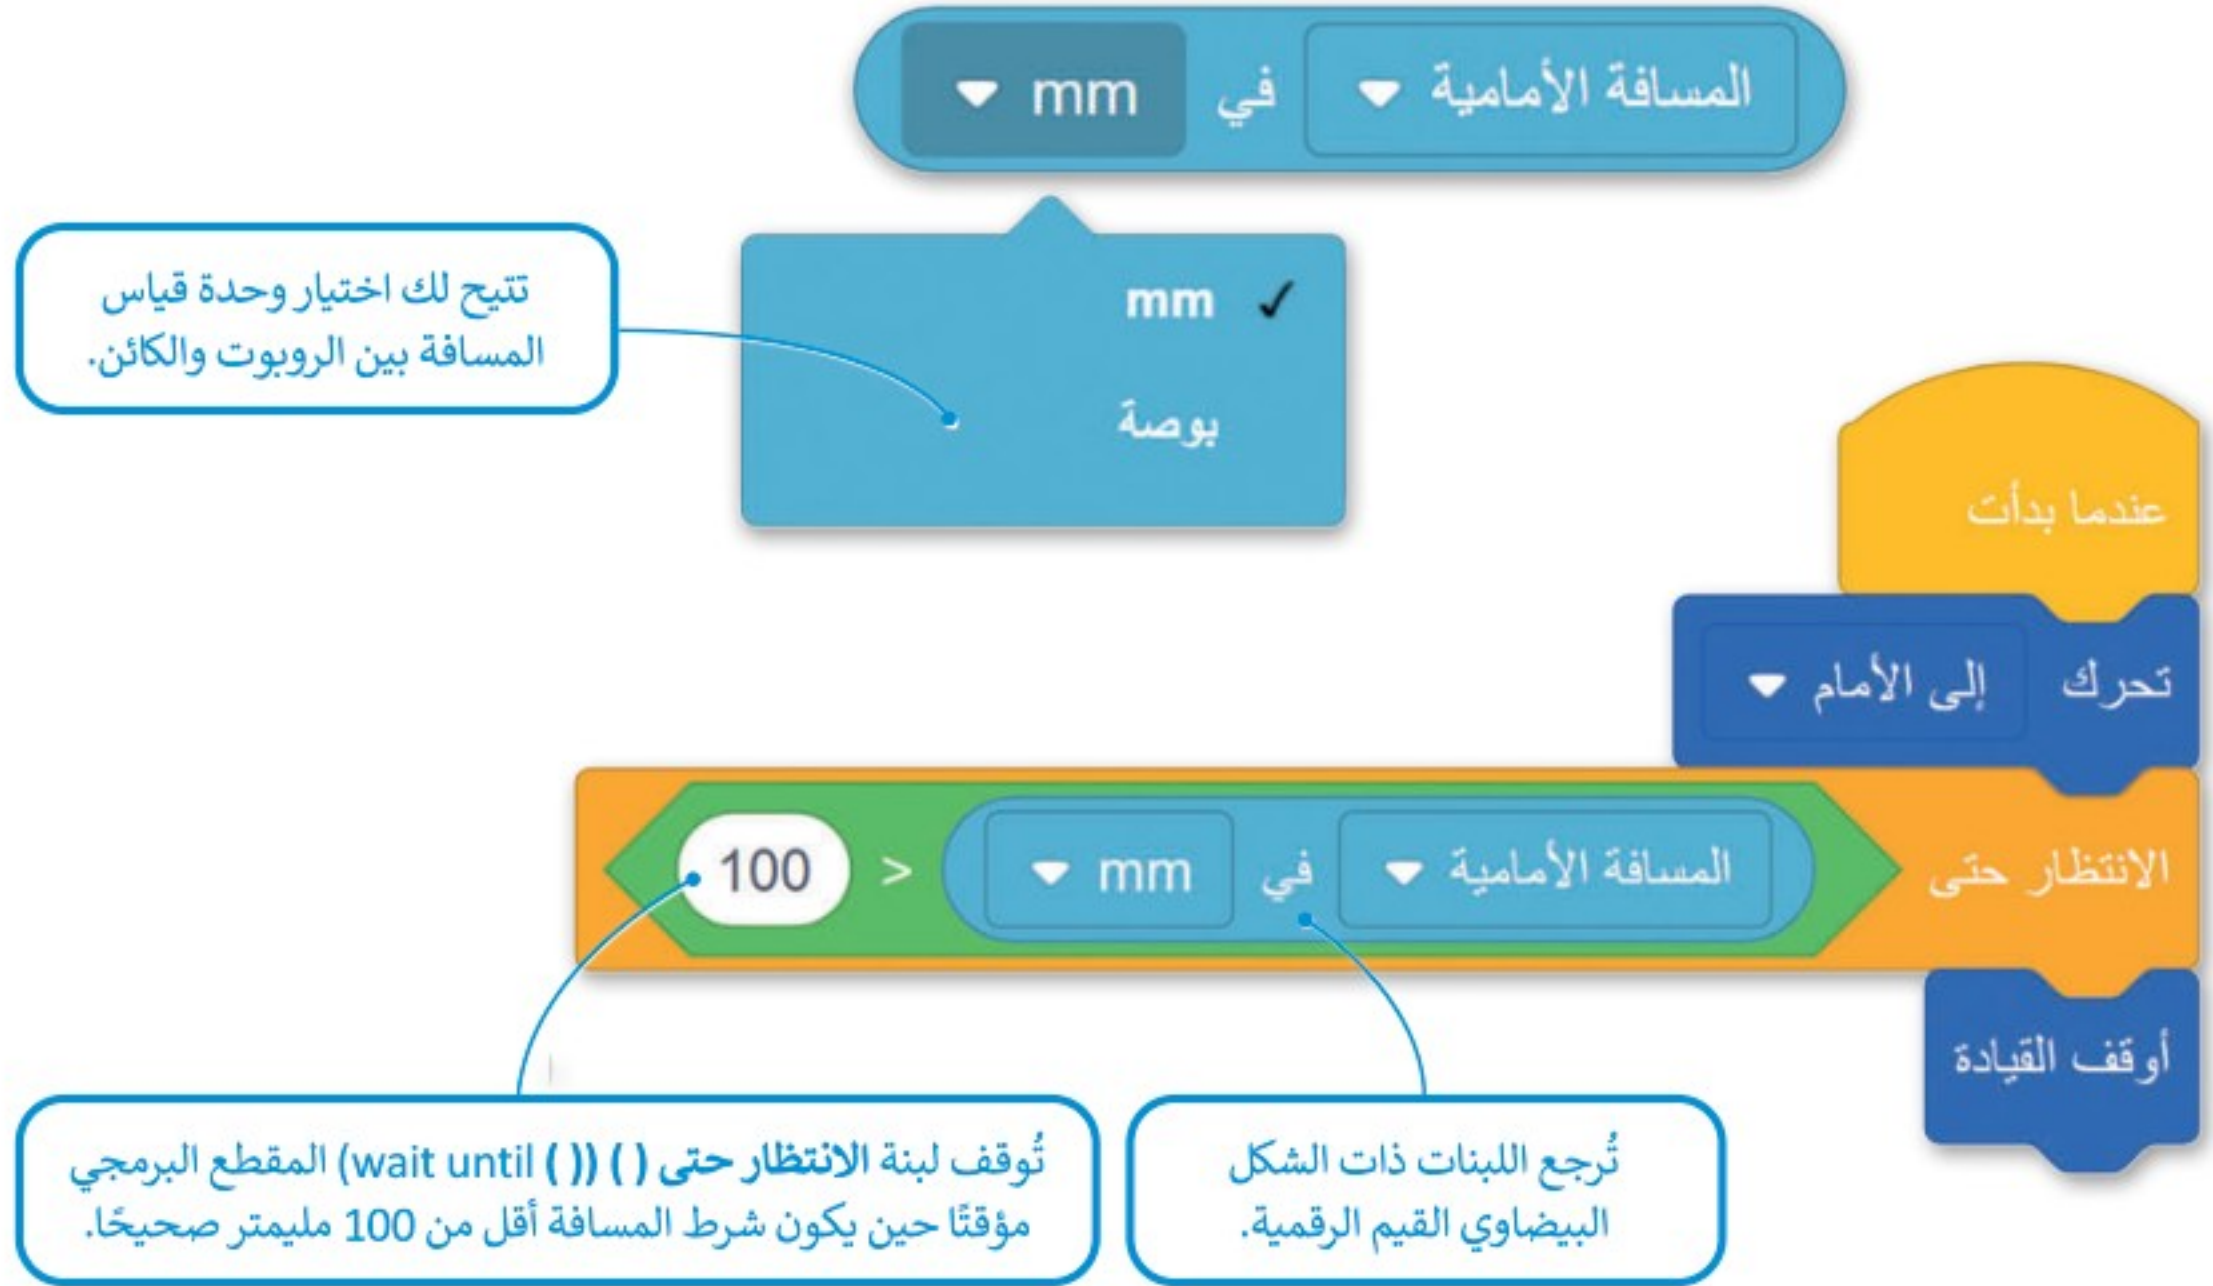 المسافة الأمامية في mm
✓ mm
بوصة
تتيح لك اختيار وحدة قياس
المسافة بين الروبوت والكائن.
عندما بدأت
تحرك إلى الأمام
الانتظار حتى المسافة الأمامية في mm > 100
أوقف القيادة
تُوقف لبنة الانتظار حتى ( ) (wait until ( )) المقطع البرمجي
مؤقتًا حين يكون شرط المسافة أقل من 100 مليمتر صحيحًا.
تُرجع اللبنات ذات الشكل
البيضاوي القيم الرقمية.